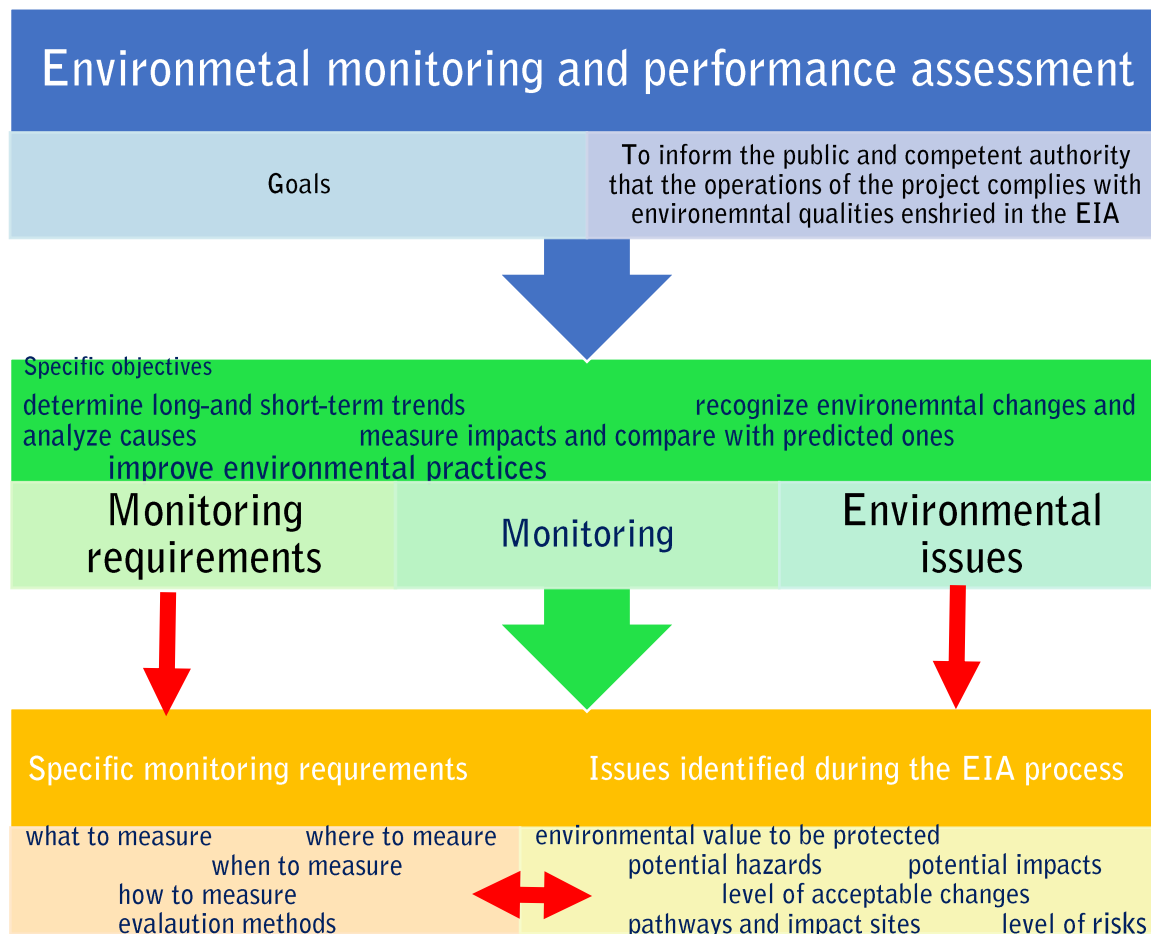 Environmetal monitoring and performance assessment
Goals
To inform the public and competent authority
that the operations of the project complies with
environemntal qualities enshried in the EIA
Specific objectives
determine long-and short-term trends recognize environemntal changes and
analyze causes measure impacts and compare with predicted ones
improve environmental practices
Monitoring
requirements
Monitoring
Environmental
issues
Specific monitoring requrements
Issues identified during the EIA process
what to measure where to meaure
when to measure
how to measure
evalaution methods
environmental value to be protected
potential hazards potential impacts
level of acceptable changes
pathways and impact sites level of risks